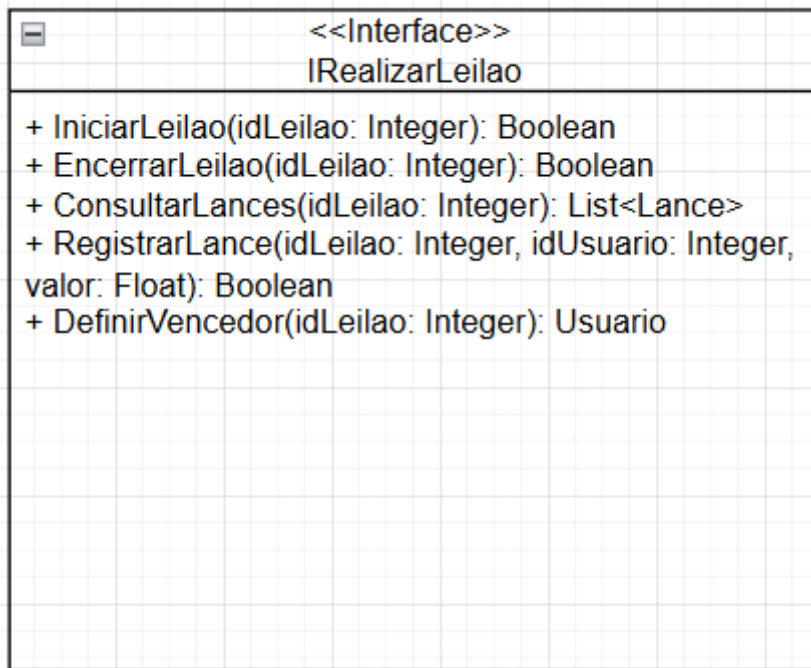 <<Interface>>
IRealizarLeilao
+ IniciarLeilao(idLeilao: Integer): Boolean
+ EncerrarLeilao(idLeilao: Integer): Boolean
+ ConsultarLances(idLeilao: Integer): List<Lance>
+ RegistrarLance(idLeilao: Integer, idUsuario: Integer,
valor: Float): Boolean
+ DefinirVencedor(idLeilao: Integer): Usuario